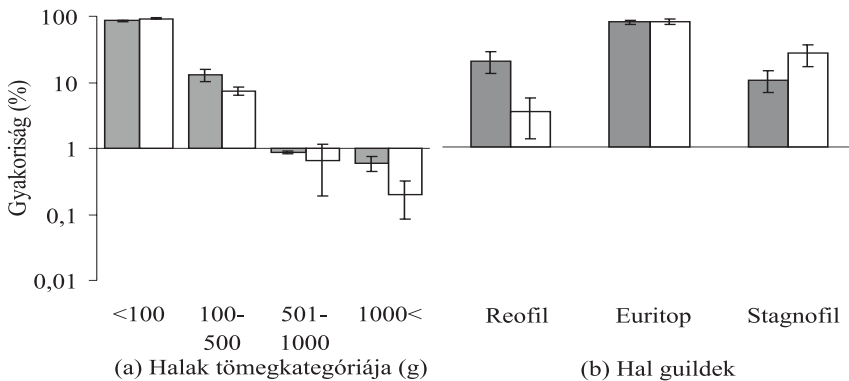 Gyakoriság (%)
100
10
1
0,1
0,01
<100
100-
500
501-
1000
1000<
(a) Halak tömegkategóriája (g)
Reofil
Euritop
Stagnofil
(b) Hal guildek